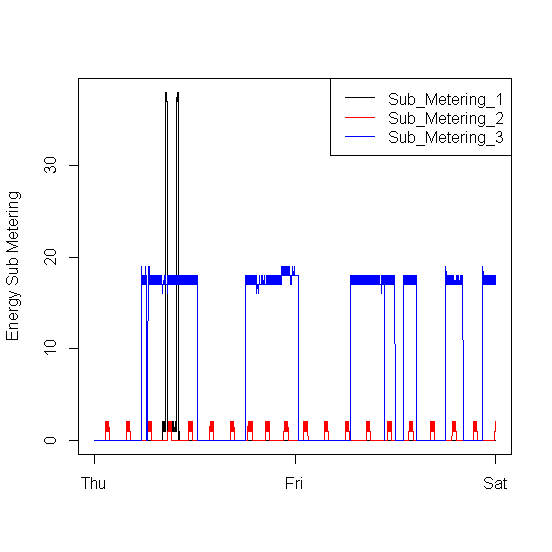 Sub_Metering_1
Sub_Metering_2
Sub_Metering_3
Energy Sub Metering
30
20
10
0
Thu Fri Sat